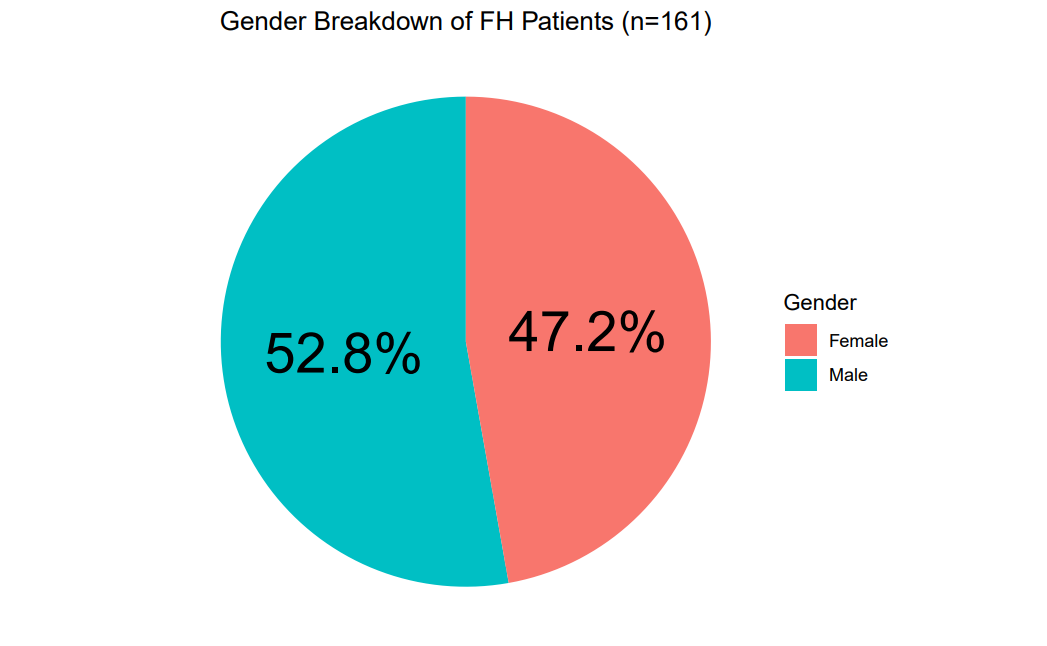 Gender Breakdown of FH Patients (n=161)
52.8%
47.2%
Gender
Female
Male